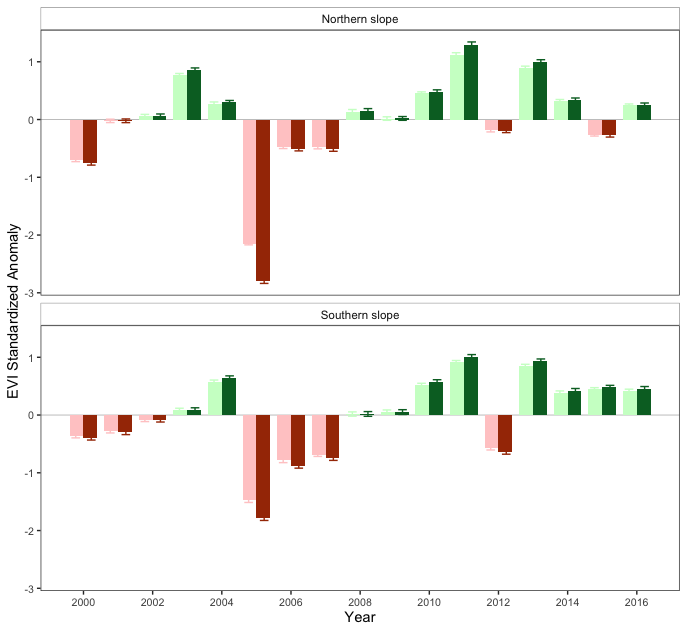 Northern slope
1
0
-1
-2
-3
EVI Standardized Anomaly
Southern slope
1
0
-1
-2
-3
2000 2002 2004 2006 2008 2010 2012 2014 2016
Year